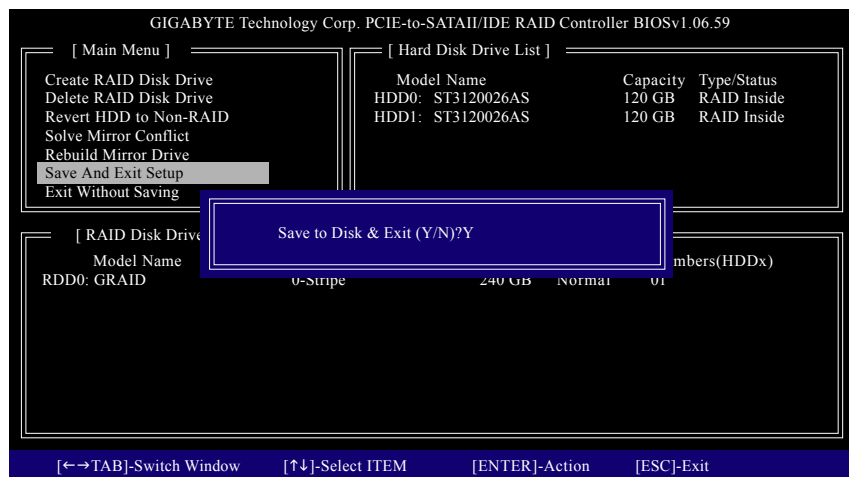 GIGABYTE Technology Corp. PCIE-to-SATAII/IDE RAID Controller BIOSv1.06.59
[ Main Menu ]
Create RAID Disk Drive
Delete RAID Disk Drive
Revert HDD to Non-RAID
Solve Mirror Conflict
Rebuild Mirror Drive
Save And Exit Setup
Exit Without Saving
[ Hard Disk Drive List ]
Model Name Capacity Type/Status
HDD0: ST3120026AS 120 GB RAID Inside
HDD1: ST3120026AS 120 GB RAID Inside
Save to Disk & Exit (Y/N)?Y
[ RAID Disk Drive
Model Name mbers(HDDx)
RDD0: GRAID 0-Stripe 240 GB Normal 01
[←→TAB]-Switch Window [↑↓]-Select ITEM [ENTER]-Action [ESC]-Exit